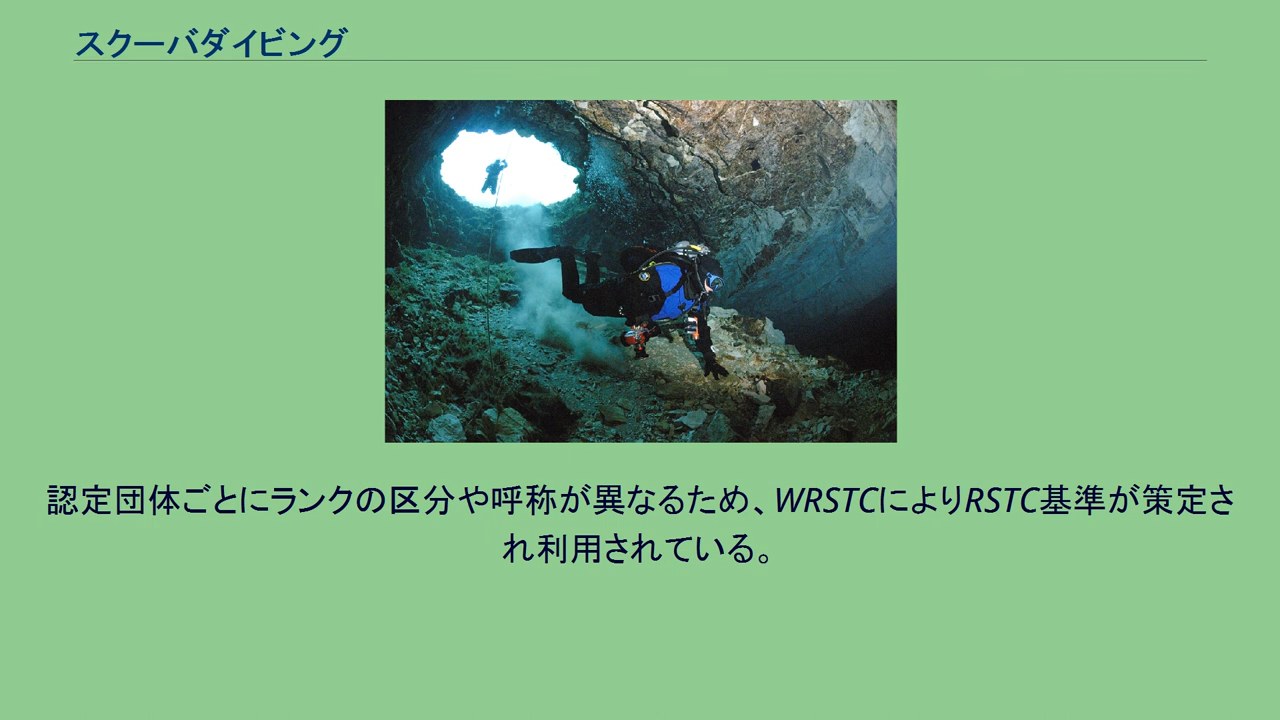 スクーバダイビング
認定団体ごとにランクの区分や呼称が異なるため、WRSTCによりRSTC基準が策定さ
れ利用されている。